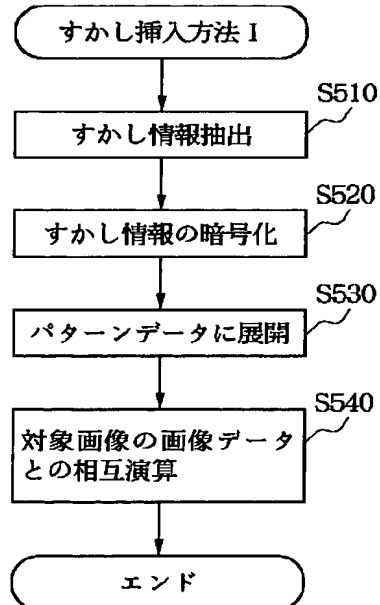 すかし挿入方法Ⅰ
S510
すかし情報抽出
S520
すかし情報の暗号化
S530
パターンデータに展開
S540
対象画像の画像データ
との相互演算
エンド